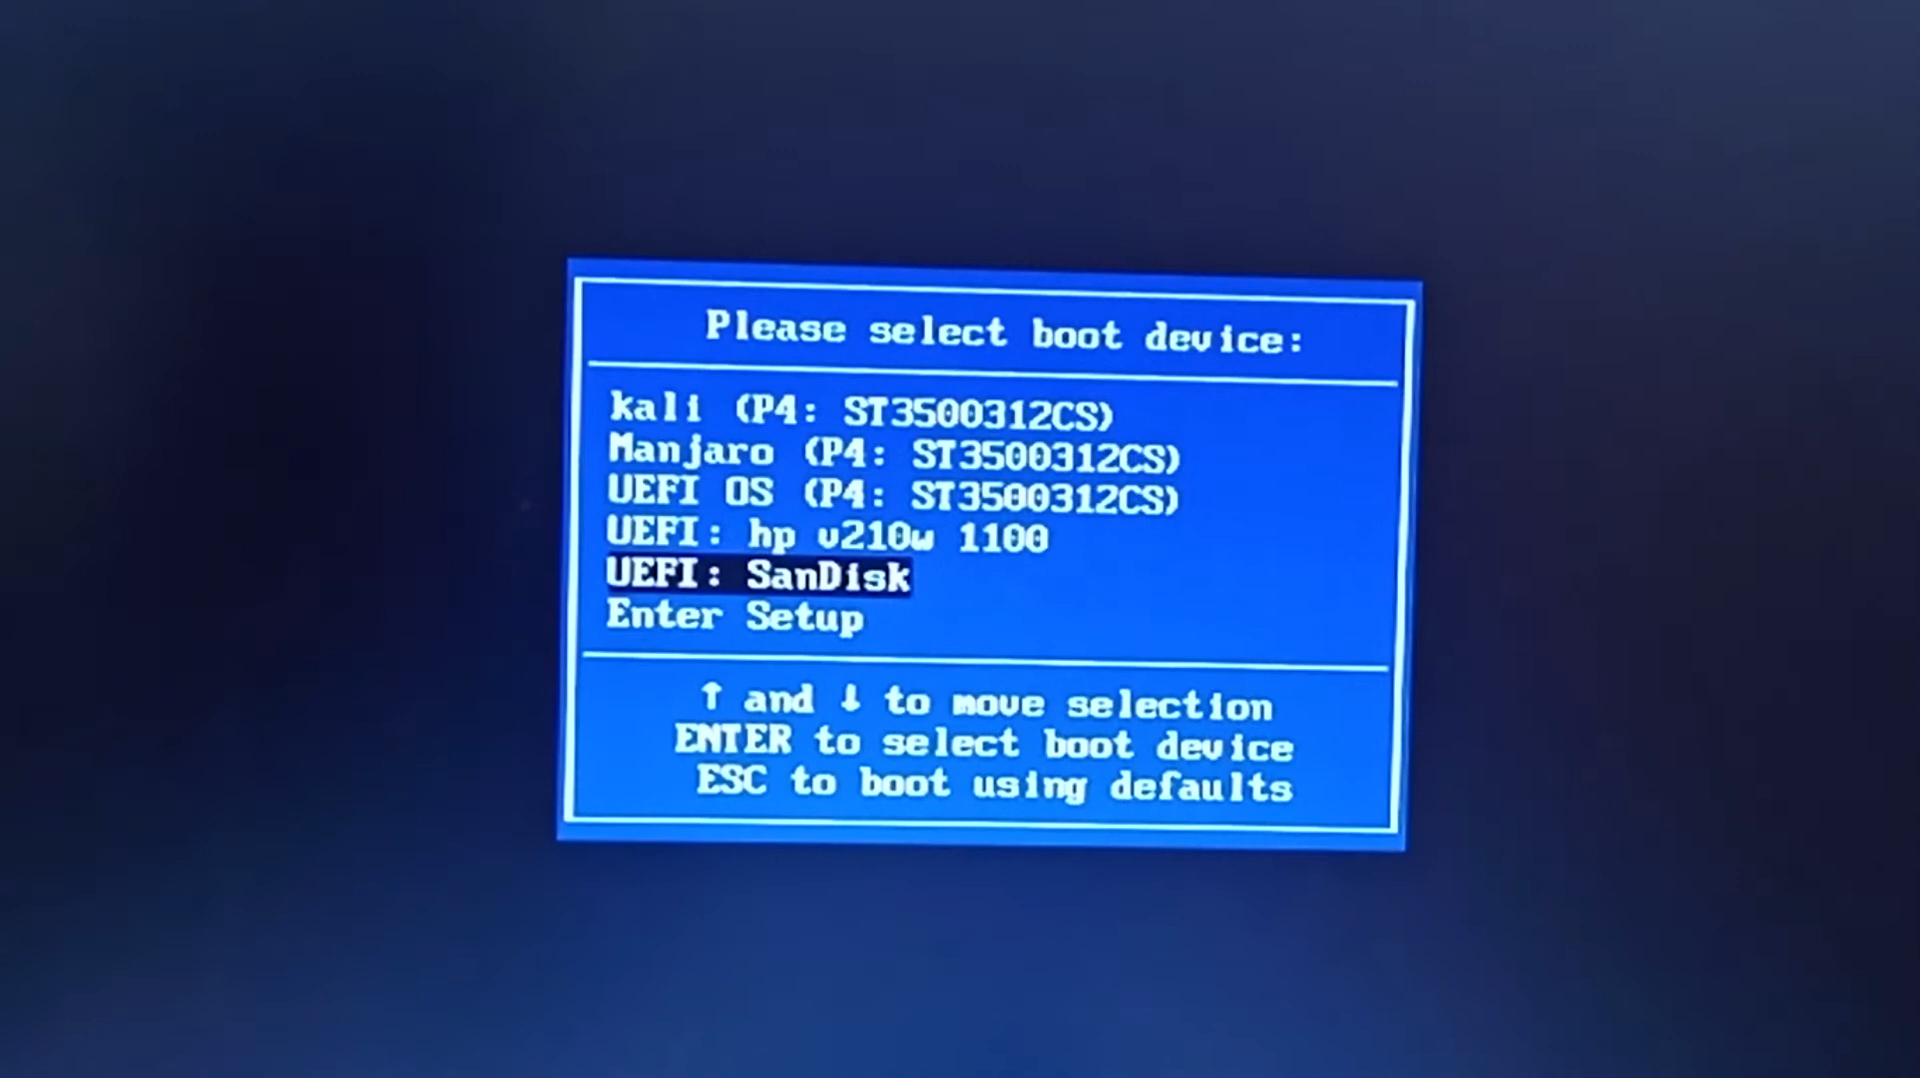 Please select boot device:
kali (P4: ST3500312CS)
Manjaro (P4: ST3500312CS)
UEFI OS (P4: ST3500312CS)
UEFI: hp v210w 1100
UEFI: SanDisk
Enter Setup
↑ and ↓ to move selection
ENTER to select boot device
ESC to boot using defaults